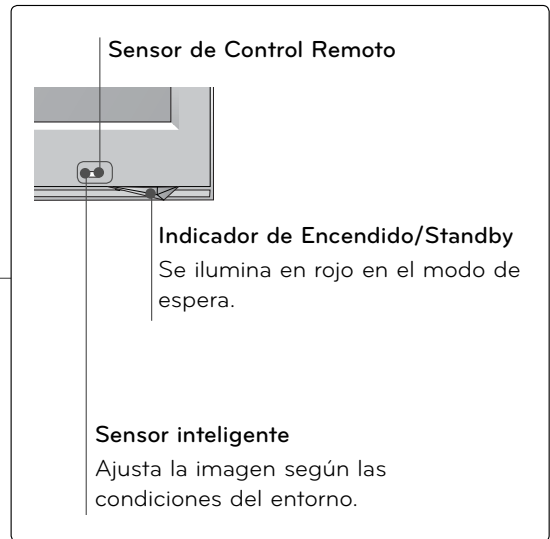 Sensor de Control Remoto
Indicador de Encendido/Standby
Se ilumina en rojo en el modo de
espera.
Sensor inteligente
Ajusta la imagen según las
condiciones del entorno.